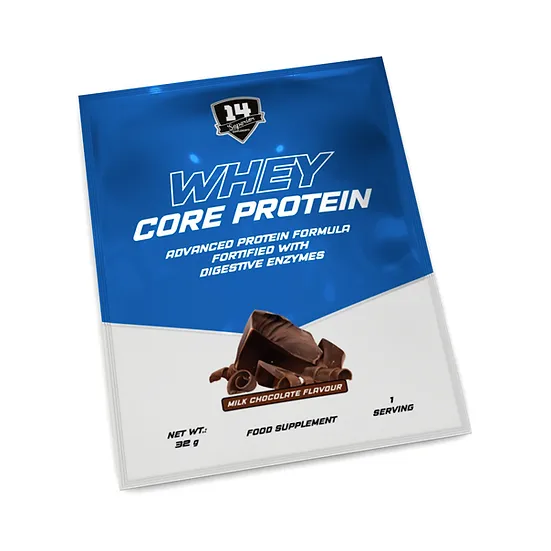 14
Superior
WHEY
CORE PROTEIN
ADVANCED PROTEIN FORMULA
FORTIFIED WITH
DIGESTIVE ENZYMES
MILK CHOCOLATE FLAVOUR
NET WT.:
32 g
FOOD SUPPLEMENT
1
SERVING